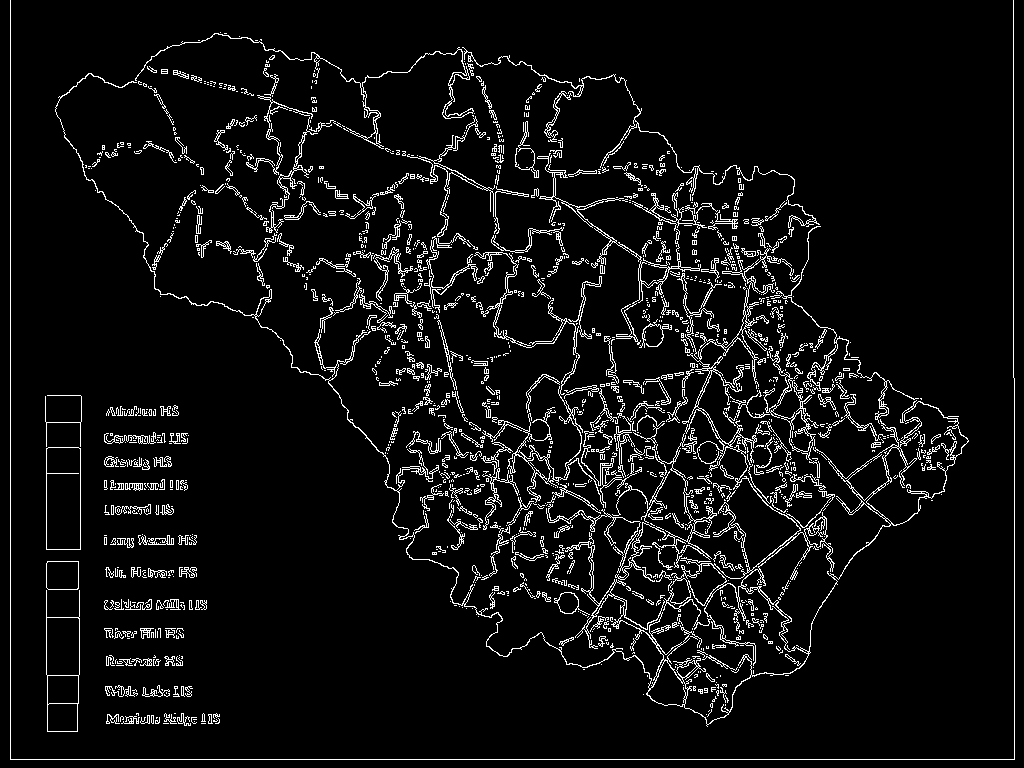 Atholton HS
Centennial HS
Glenelg HS
Hammond HS
Howard HS
Long Reach HS
Mt. Hebron HS
Oakland Mills HS
River Hill HS
Reservoir HS
Wilde Lake HS
Marriotts Ridge HS